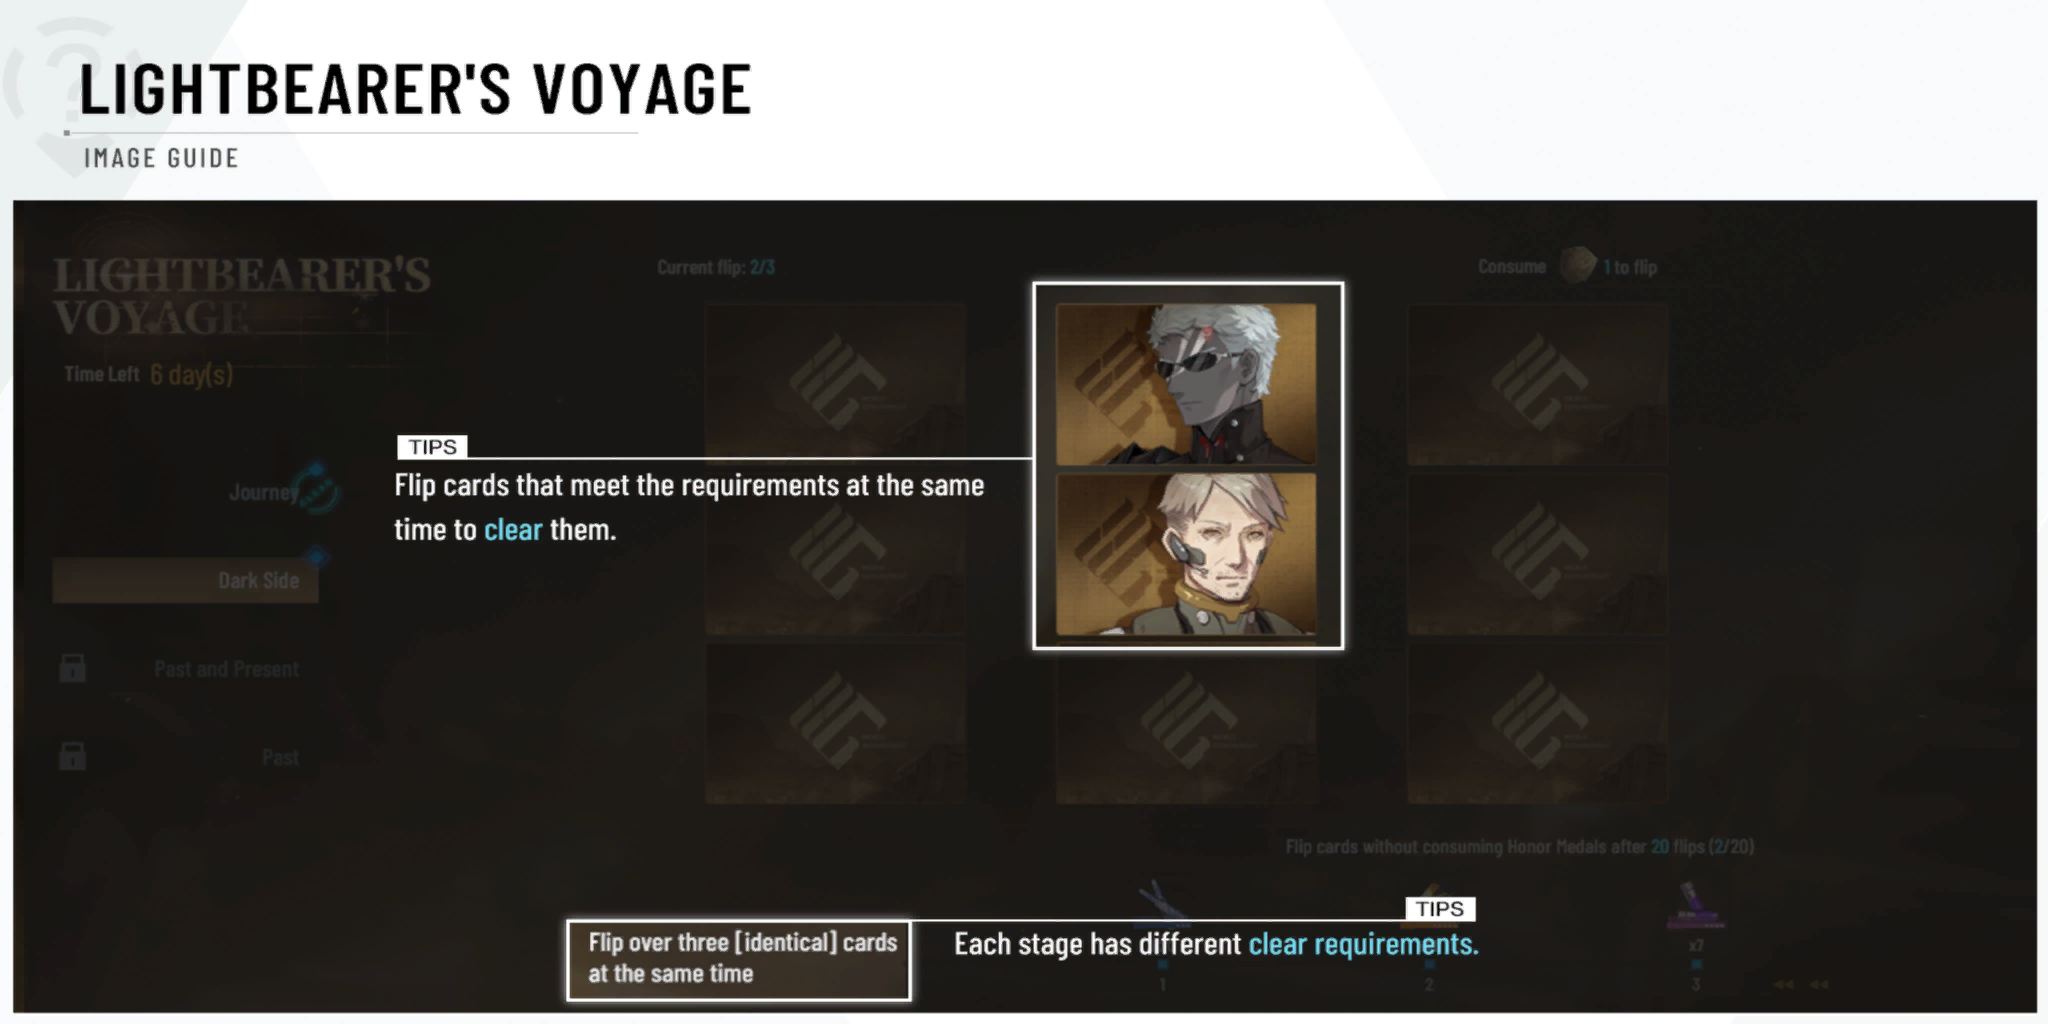 LIGHTBEARER'S VOYAGE
IMAGE GUIDE
LIGHTBEARER'S
VOYAGE
Time Left 6 day(s)
Current flip: 2/3
Consume 1 to flip
TIPS
Flip cards that meet the requirements at the same
time to clear them.
Journey
CLEAR
Dark Side
Past and Present
Past
Flip cards without consuming Honor Medals after 20 flips (2/20)
TIPS
Flip over three [identical] cards
at the same time
Each stage has different clear requirements.
x7
1
2
3